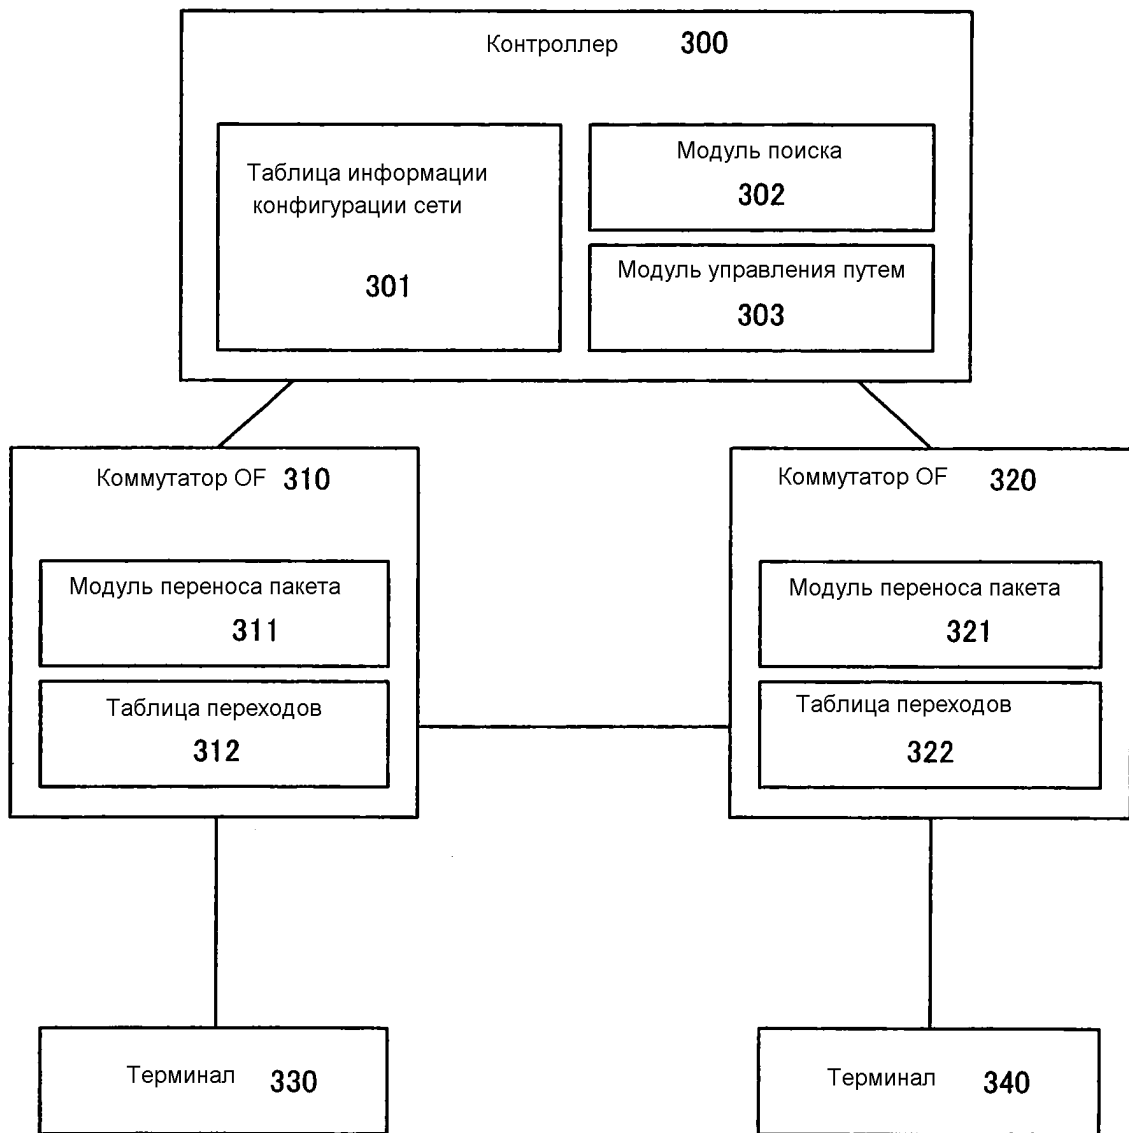 Контроллер 300
Таблица информации
конфигурации сети
301
Модуль поиска
302
Модуль управления путем
303
Коммутатор OF 310
Модуль переноса пакета
311
Таблица переходов
312
Коммутатор OF 320
Модуль переноса пакета
321
Таблица переходов
322
Терминал 330
Терминал 340